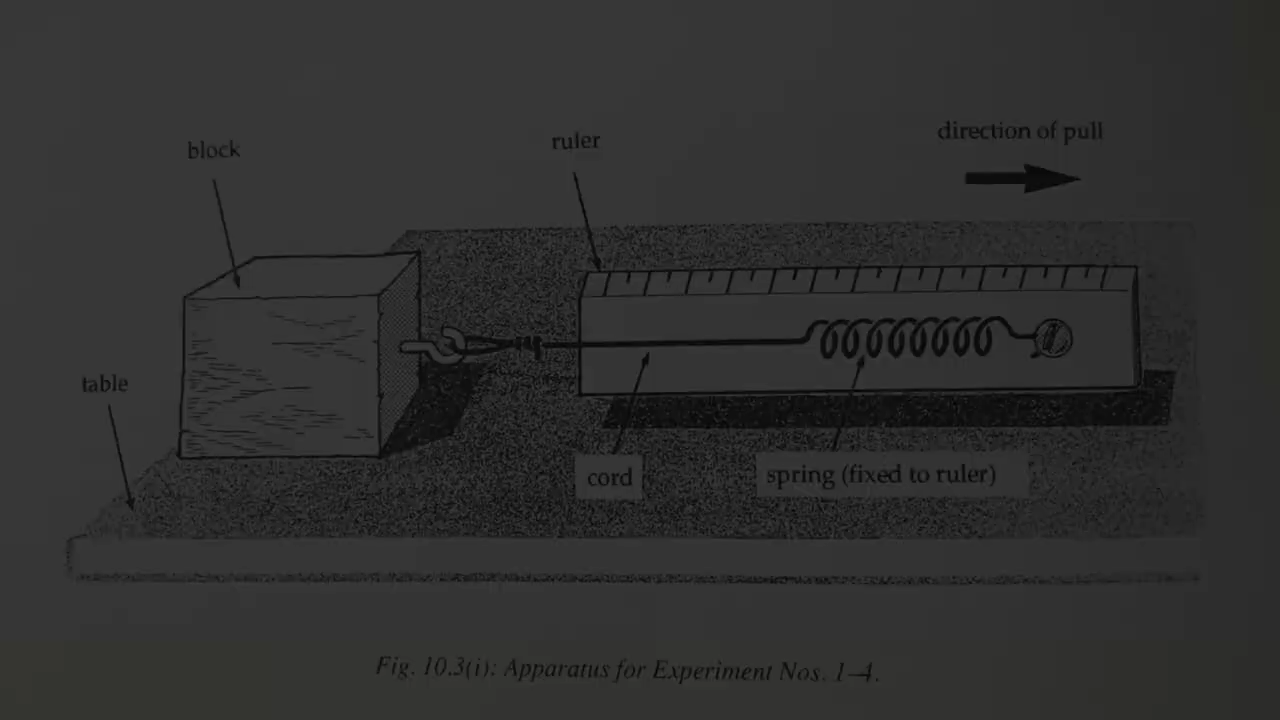 block
ruler
direction of pull
table
cord
spring (fixed to ruler)
Fig. 10.3(i): Apparatus for Experiment Nos. 1–4.